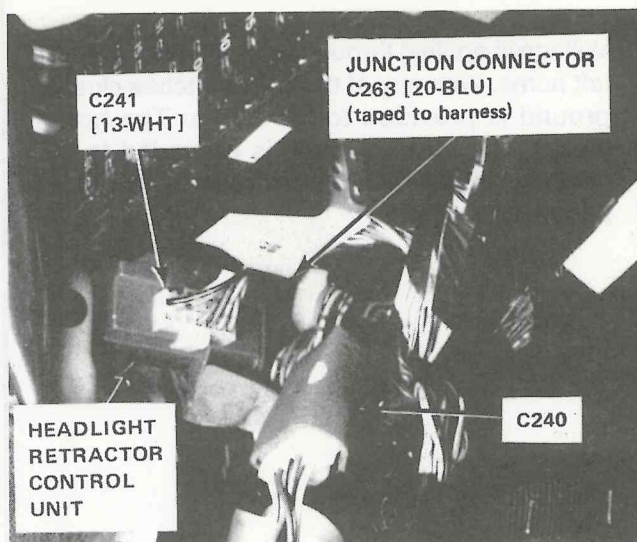 C241
[13-WHT]
JUNCTION CONNECTOR
C263 [20-BLU]
(taped to harness)
HEADLIGHT
RETRACTOR
CONTROL
UNIT
C240